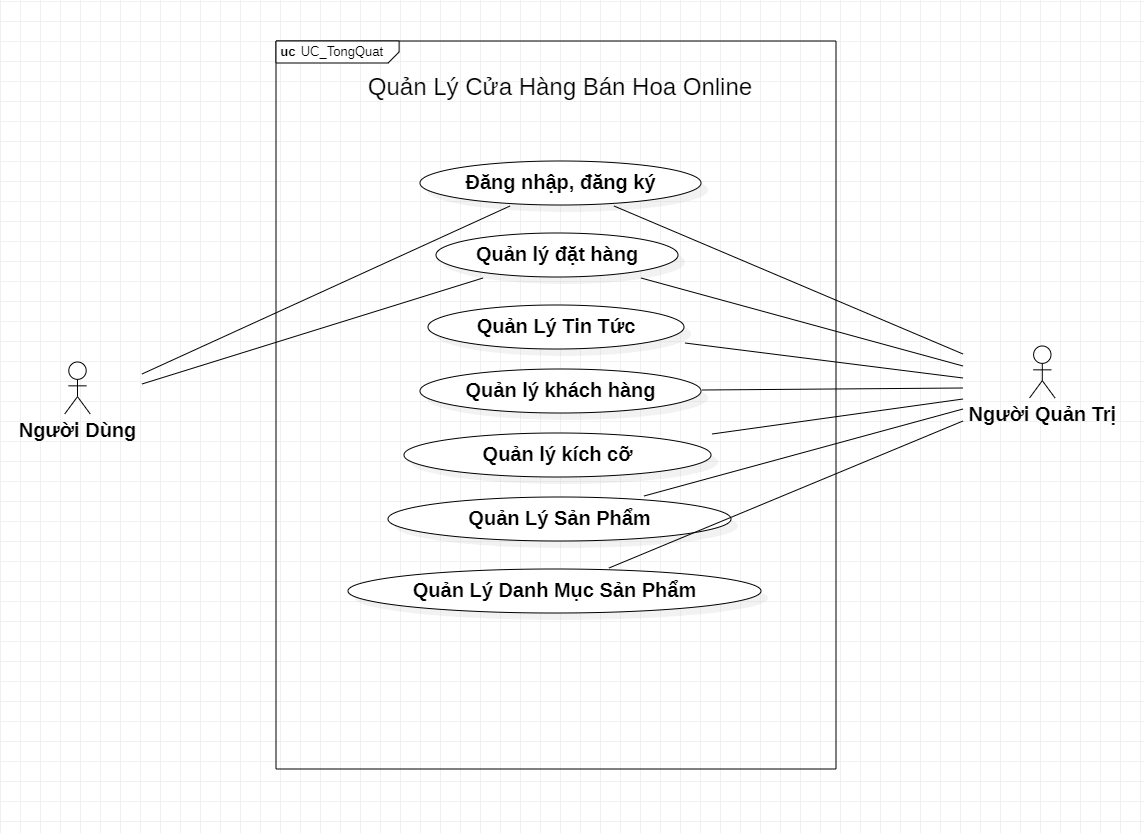 uc UC_TongQuat
Quản Lý Cửa Hàng Bán Hoa Online
Đăng nhập, đăng ký
Quản lý đặt hàng
Quản Lý Tin Tức
Quản lý khách hàng
Quản lý kích cỡ
Quản Lý Sản Phẩm
Quản Lý Danh Mục Sản Phẩm
Người Dùng
Người Quản Trị